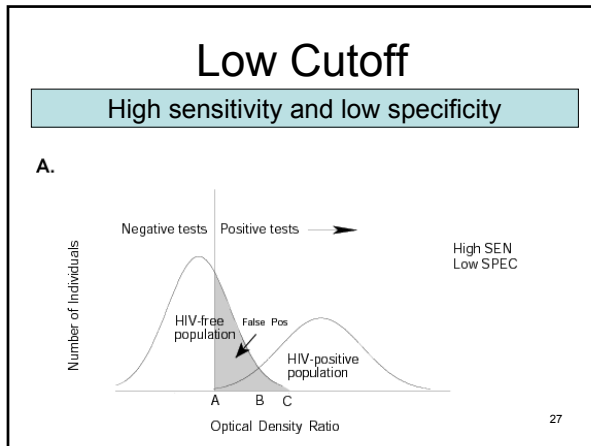 Low Cutoff
High sensitivity and low specificity
A.
Negative tests
Positive tests
High SEN
Low SPEC
Number of Individuals
HIV-free
population
False Pos
HIV-positive
population
A
B
C
Optical Density Ratio
27